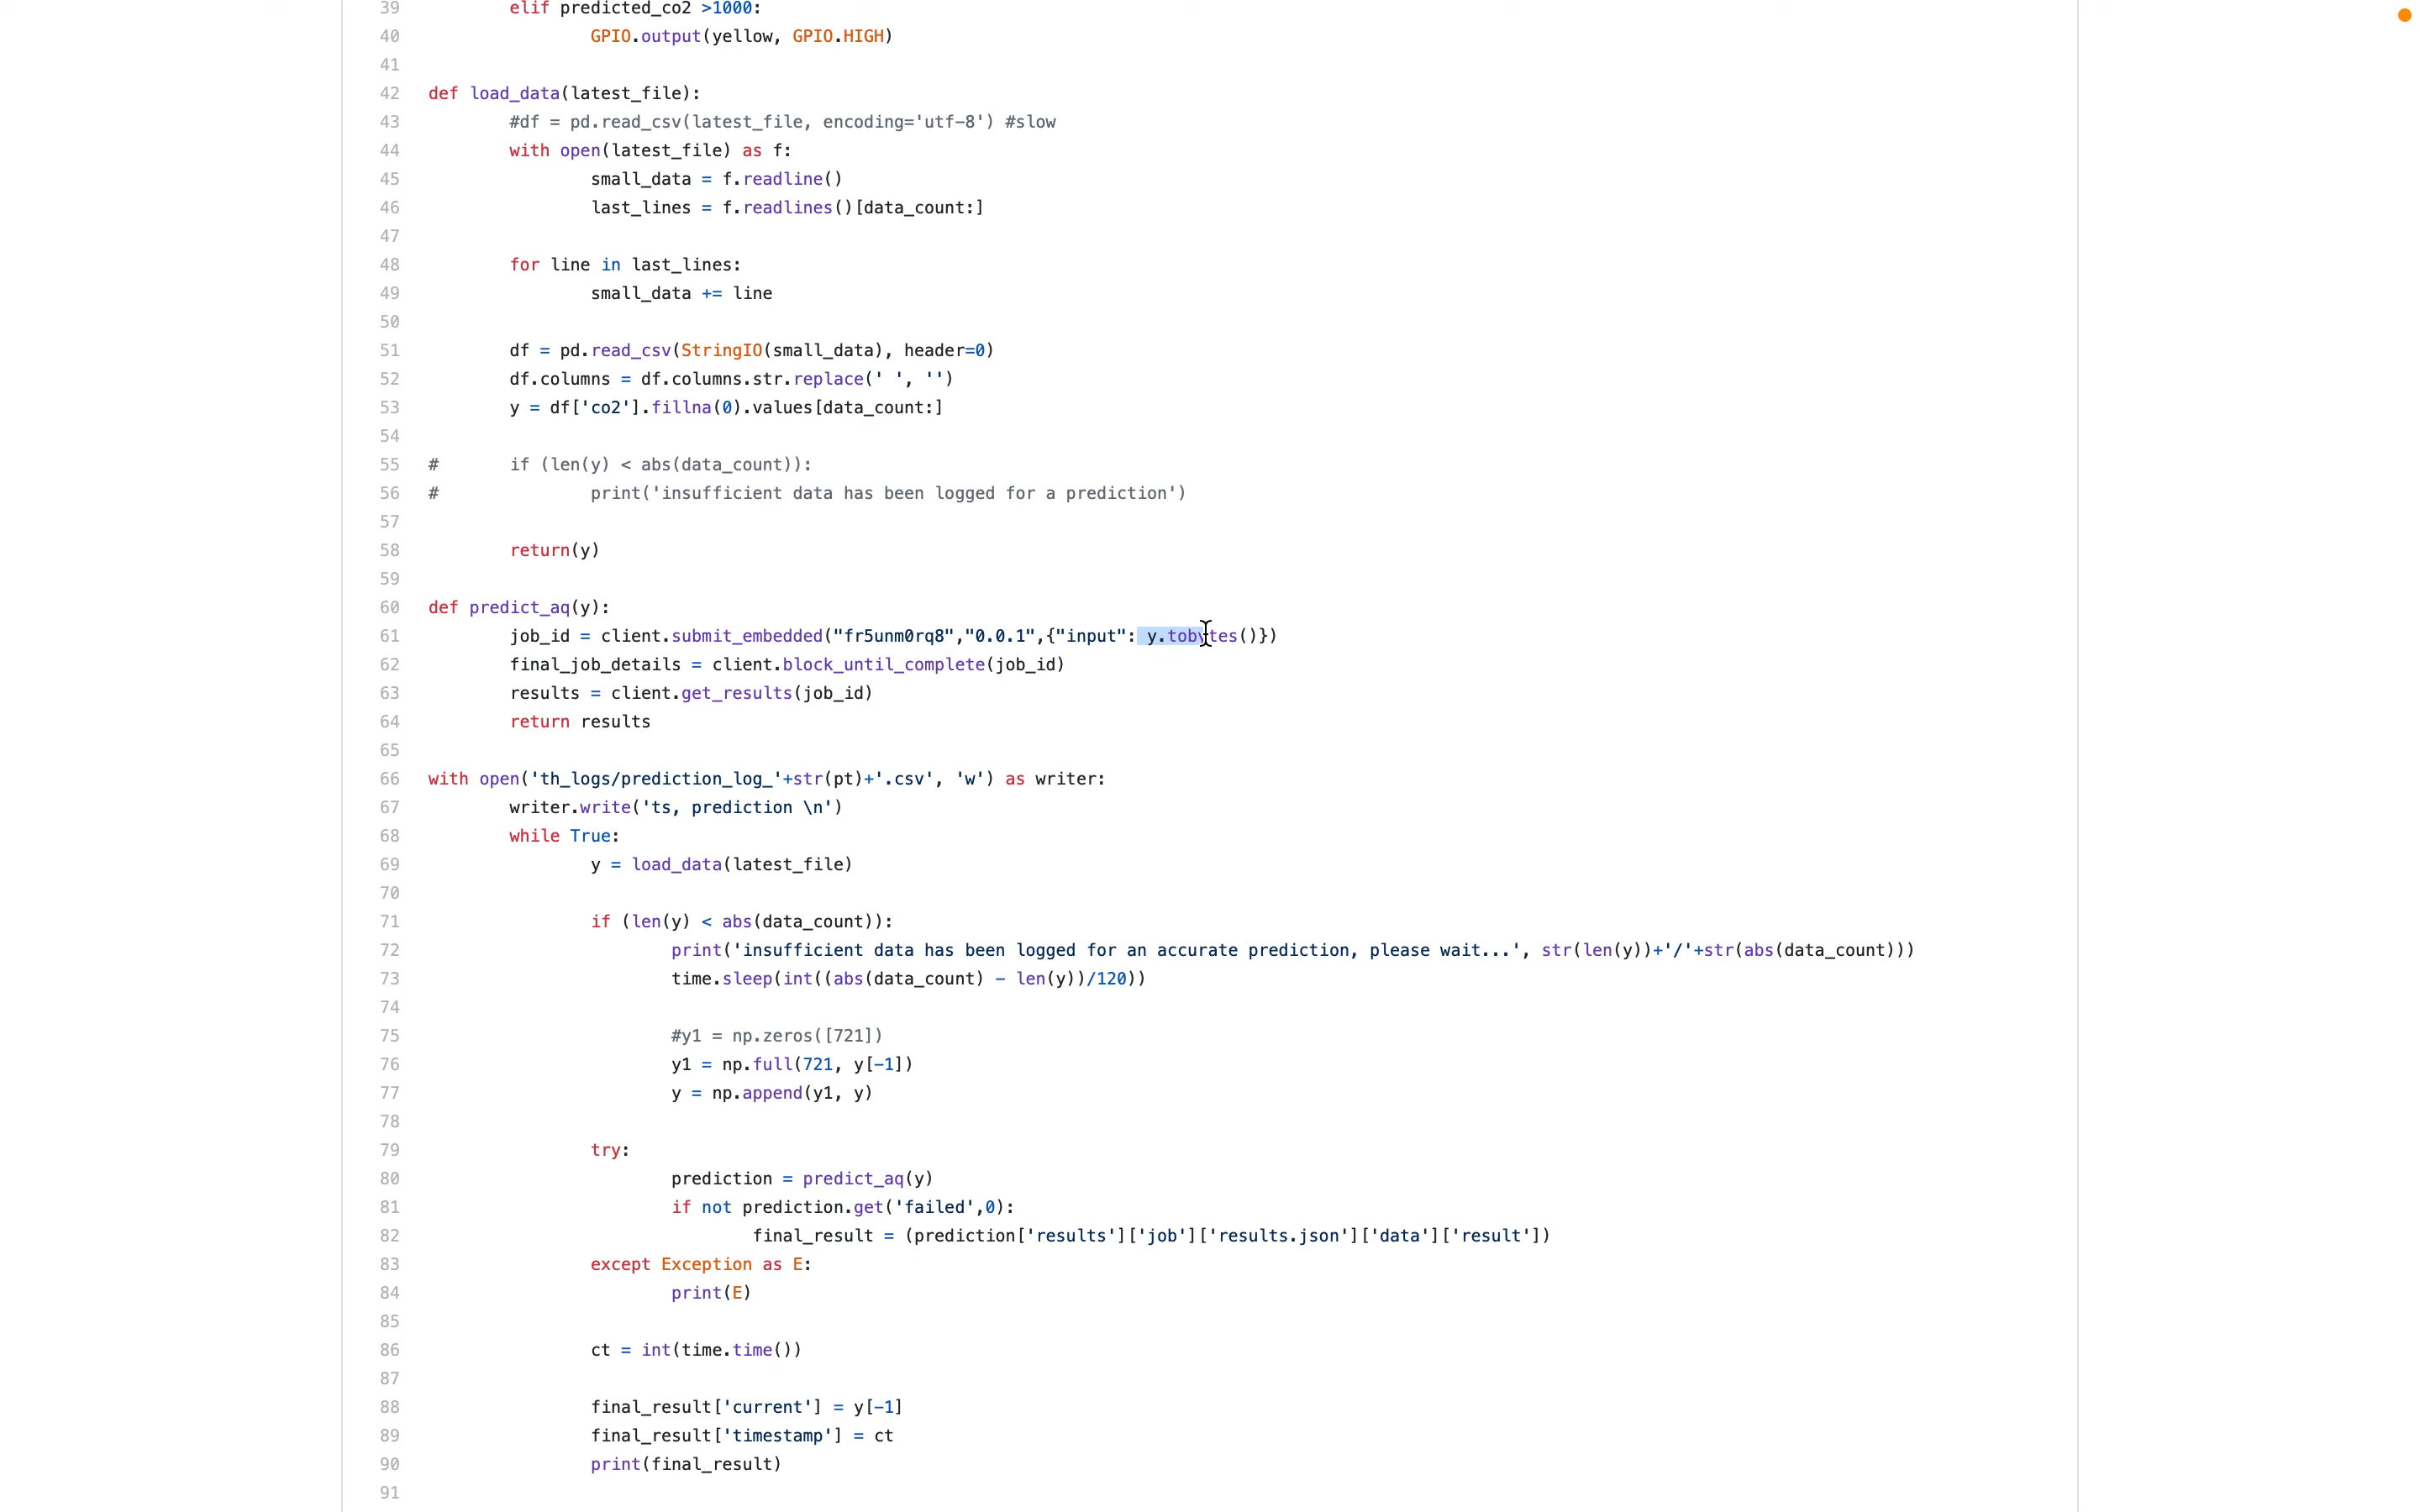 39 elif predicted_co2 >1000:
40 GPIO.output(yellow, GPIO.HIGH)
41
42 def load_data(latest_file):
43 #df = pd.read_csv(latest_file, encoding='utf-8') #slow
44 with open(latest_file) as f:
45 small_data = f.readline()
46 last_lines = f.readlines()[data_count:]
47
48 for line in last_lines:
49 small_data += line
50
51 df = pd.read_csv(StringIO(small_data), header=0)
52 df.columns = df.columns.str.replace(' ', '')
53 y = df['co2'].fillna(0).values[data_count:]
54
55 # if (len(y) < abs(data_count)):
56 # print('insufficient data has been logged for a prediction')
57
58 return(y)
59
60 def predict_aq(y):
61 job_id = client.submit_embedded("fr5unm0rq8","0.0.1",{"input": y.tobytes()})
62 final_job_details = client.block_until_complete(job_id)
63 results = client.get_results(job_id)
64 return results
65
66 with open('th_logs/prediction_log_'+str(pt)+'.csv', 'w') as writer:
67 writer.write('ts, prediction \n')
68 while True:
69 y = load_data(latest_file)
70
71 if (len(y) < abs(data_count)):
72 print('insufficient data has been logged for an accurate prediction, please wait...', str(len(y))+'/'+str(abs(data_count)))
73 time.sleep(int((abs(data_count) - len(y))/120))
74
75 #y1 = np.zeros([721])
76 y1 = np.full(721, y[-1])
77 y = np.append(y1, y)
78
79 try:
80 prediction = predict_aq(y)
81 if not prediction.get('failed',0):
82 final_result = (prediction['results']['job']['results.json']['data']['result'])
83 except Exception as E:
84 print(E)
85
86 ct = int(time.time())
87
88 final_result['current'] = y[-1]
89 final_result['timestamp'] = ct
90 print(final_result)
91